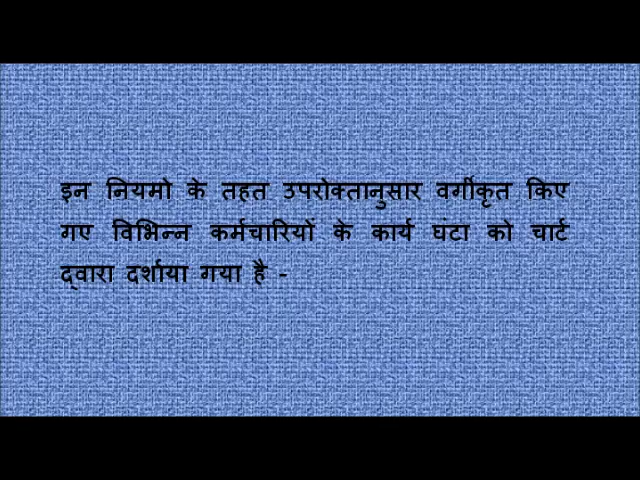 इन नियमो के तहत उपरोक्तानुसार वर्गीकृत किए
गए विभिन्न कर्मचारियों के कार्य घंटा को चार्ट
द्वारा दर्शाया गया है -